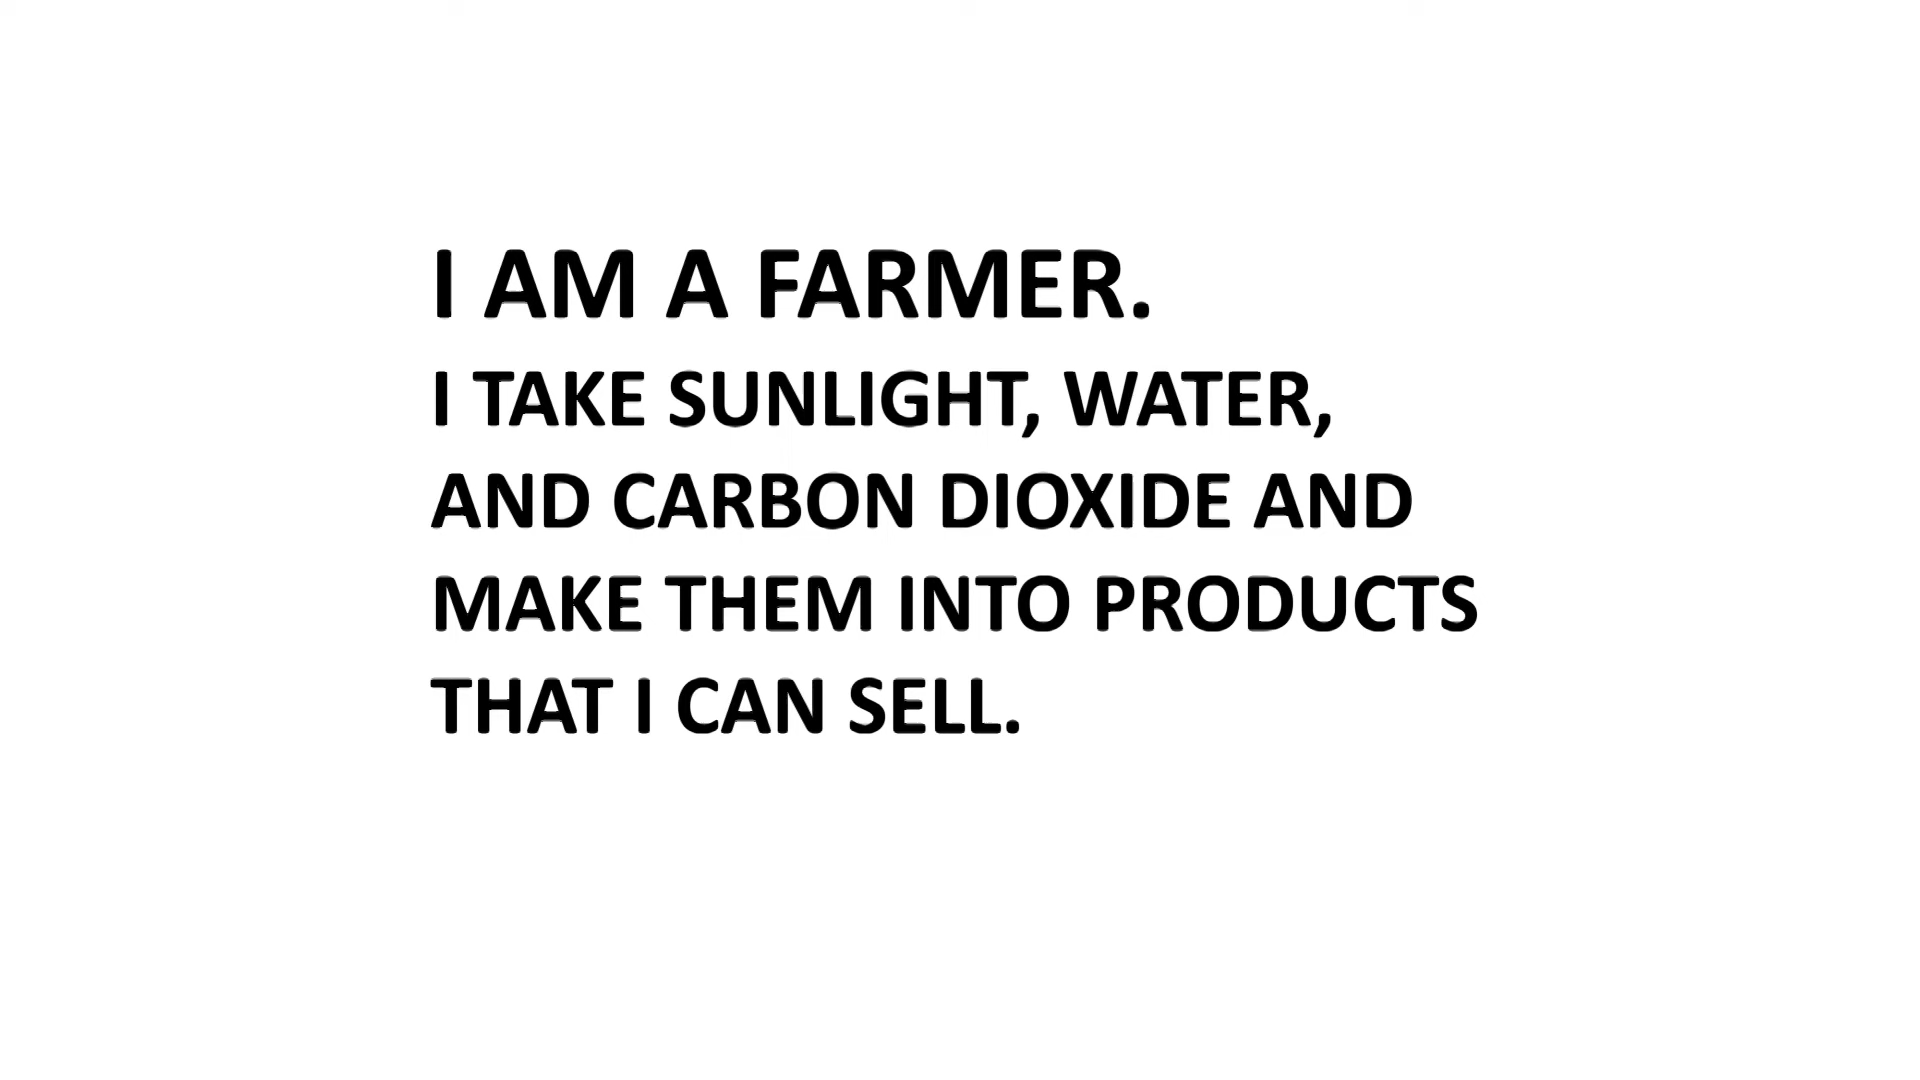 I AM A FARMER.
I TAKE SUNLIGHT, WATER,
AND CARBON DIOXIDE AND
MAKE THEM INTO PRODUCTS
THAT I CAN SELL.